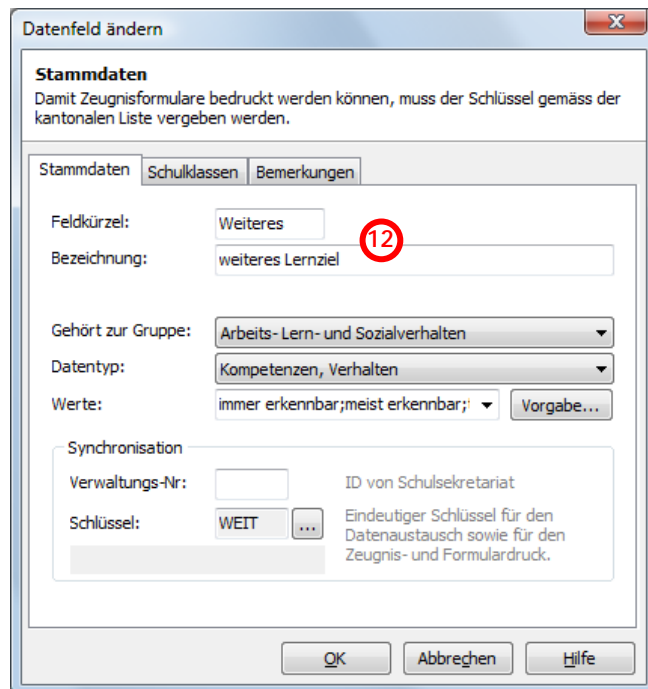 Datenfeld ändern
Stammdaten
Damit Zeugnisformulare bedruckt werden können, muss der Schlüssel gemäss der
kantonalen Liste vergeben werden.
Stammdaten Schulklassen Bemerkungen
Feldkürzel: Weiteres
12
Bezeichnung: weiteres Lernziel
Gehört zur Gruppe: Arbeits- Lern- und Sozialverhalten
Datentyp: Kompetenzen, Verhalten
Werte: immer erkennbar;meist erkennbar; Vorgabe...
Synchronisation
Verwaltungs-Nr: ID von Schulsekretariat
Schlüssel: WEIT ... Eindeutiger Schlüssel für den
Datenaustausch sowie für den
Zeugnis- und Formulardruck.
OK Abbrechen Hilfe